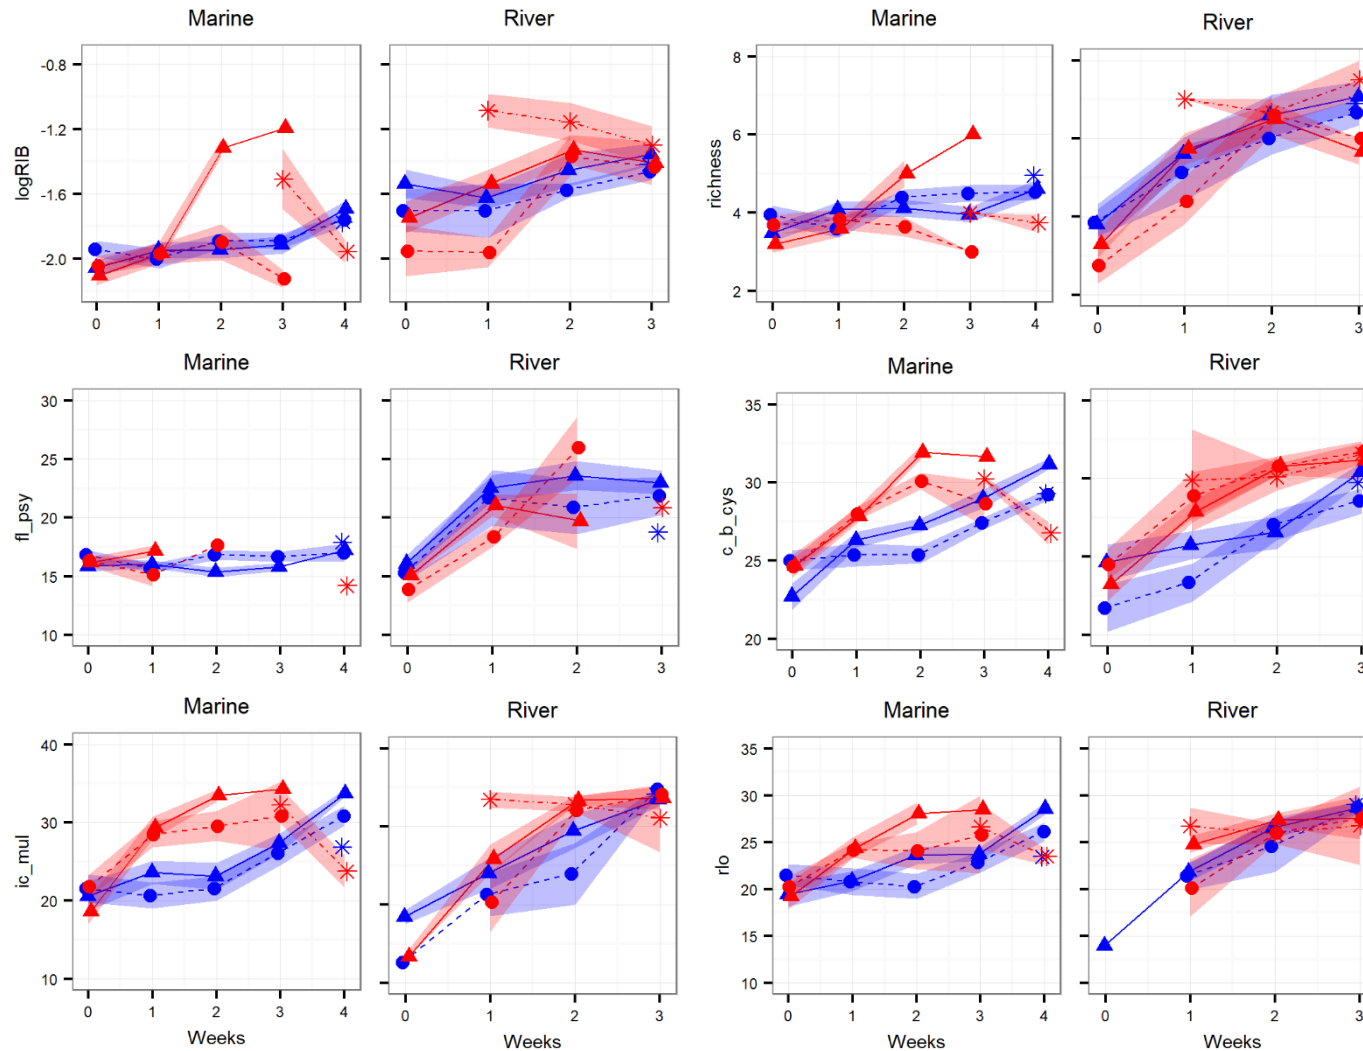 Marine
River
Marine
River
-0.8
-1.2
-1.6
-2.0
logRIB
0 1 2 3 4
0 1 2 3
8
6
4
2
richness
0 1 2 3 4
0 1 2 3
Marine
River
Marine
River
30
25
20
15
10
fl_psy
0 1 2 3 4
0 1 2 3
35
30
25
20
c_b_cys
0 1 2 3 4
0 1 2 3
Marine
River
Marine
River
40
30
20
10
ic_mul
0 1 2 3 4
0 1 2 3
35
30
25
20
15
10
rlo
0 1 2 3 4
0 1 2 3
Weeks
Weeks
Weeks
Weeks